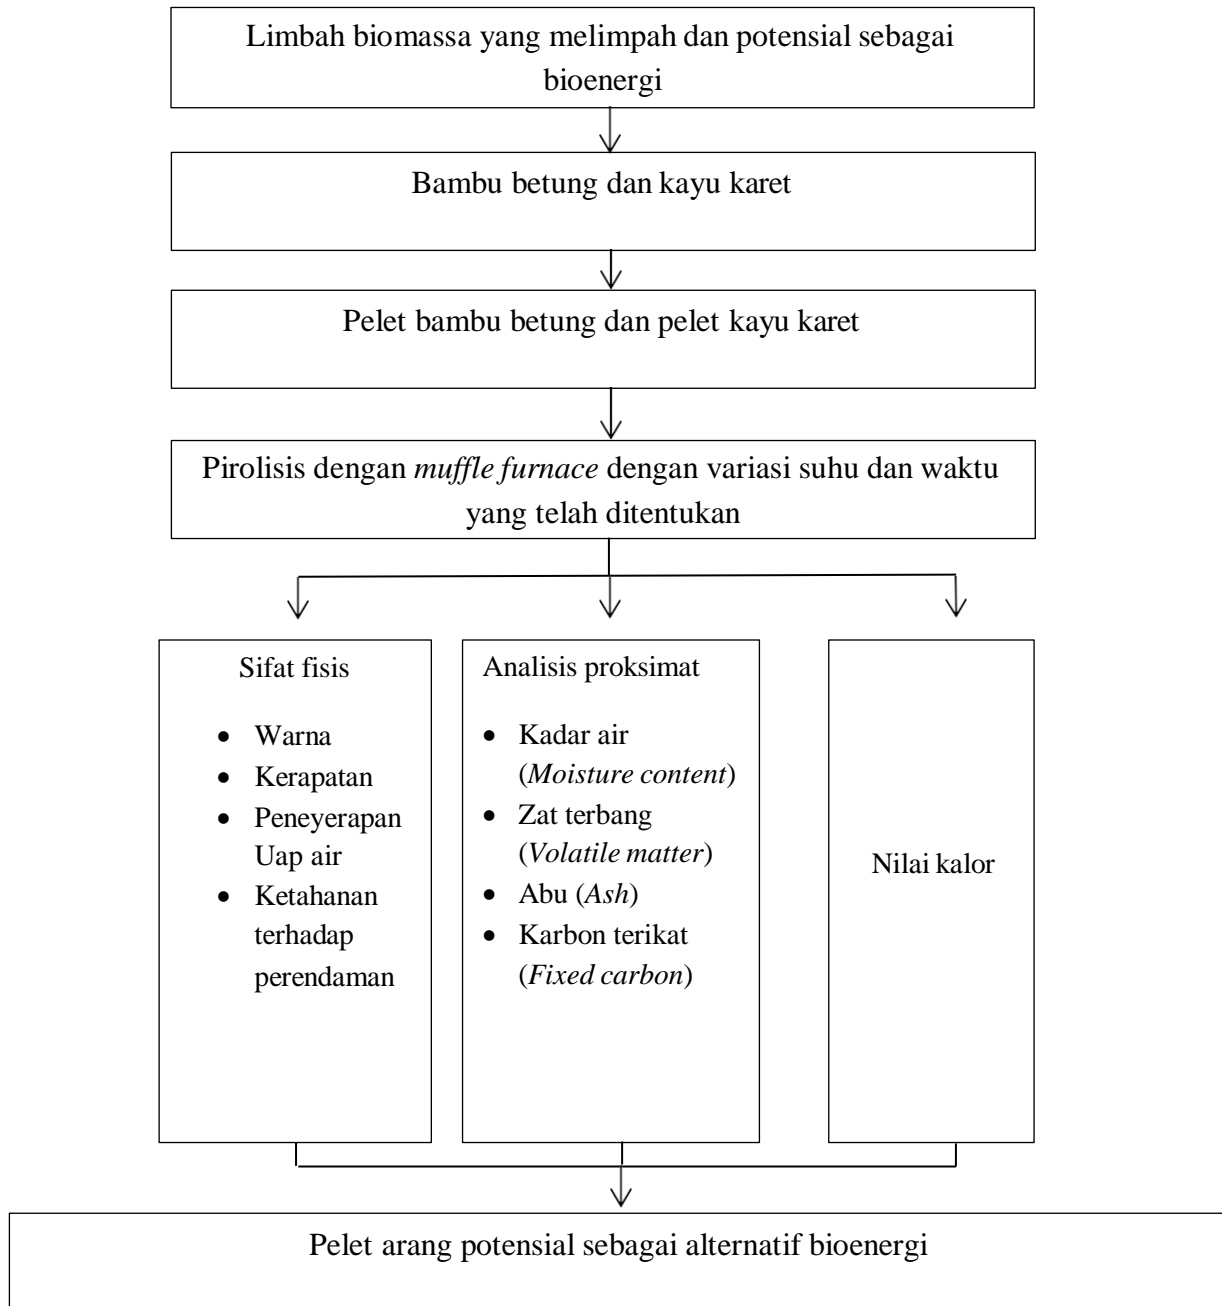 Limbah biomassa yang melimpah dan potensial sebagai
bioenergi
Bambu betung dan kayu karet
Pelet bambu betung dan pelet kayu karet
Pirolisis dengan muffle furnace dengan variasi suhu dan waktu
yang telah ditentukan
Sifat fisis
• Warna
• Kerapatan
• Peneyerapan
Uap air
• Ketahanan
terhadap
perendaman
Analisis proksimat
• Kadar air
(Moisture content)
• Zat terbang
(Volatile matter)
• Abu (Ash)
• Karbon terikat
(Fixed carbon)
Nilai kalor
Pelet arang potensial sebagai alternatif bioenergi